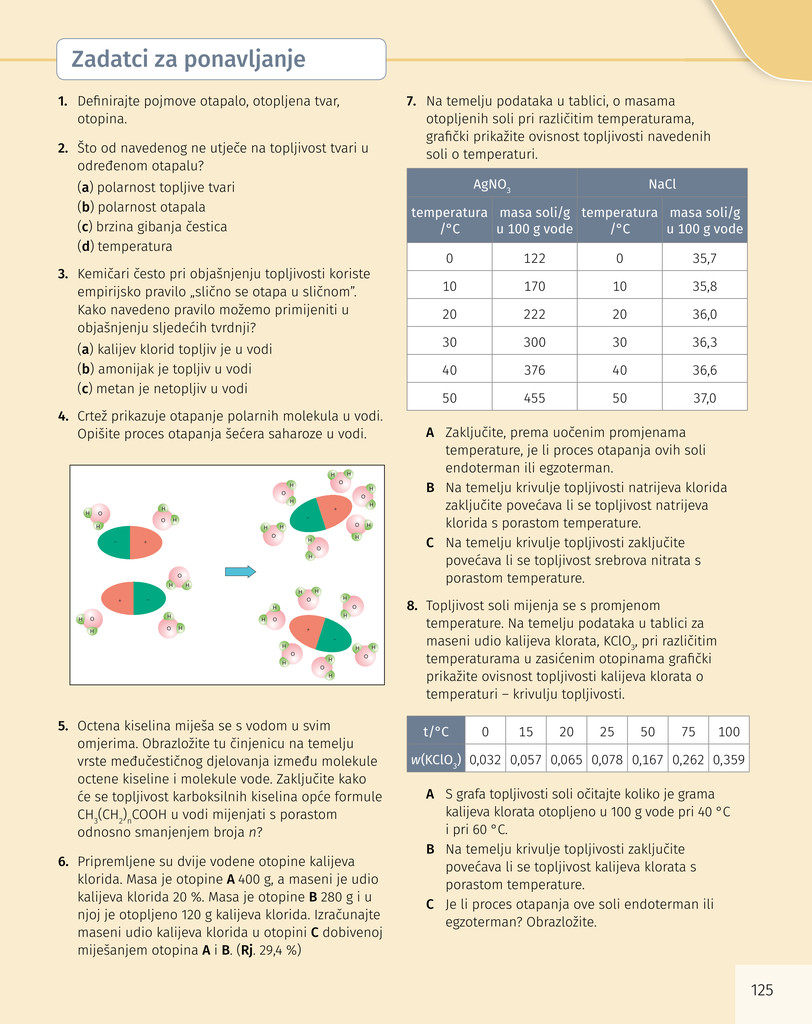 Zadatci za ponavljanje
1. Definirajte pojmove otapalo, otopljena tvar,
otopina.
2. Što od navedenog ne utječe na topljivost tvari u
određenom otapalu?
(a) polarnost topljive tvari
(b) polarnost otapala
(c) brzina gibanja čestica
(d) temperatura
3. Kemičari često pri objašnjenju topljivosti koriste
empirijsko pravilo „slično se otapa u sličnom”.
Kako navedeno pravilo možemo primijeniti u
objašnjenju sljedećih tvrdnji?
(a) kalijev klorid topljiv je u vodi
(b) amonijak je topljiv u vodi
(c) metan je netopljiv u vodi
4. Crtež prikazuje otapanje polarnih molekula u vodi.
Opišite proces otapanja šećera saharoze u vodi.
5. Octena kiselina miješa se s vodom u svim
omjerima. Obrazložite tu činjenicu na temelju
vrste međučestičnog djelovanja između molekule
octene kiseline i molekule vode. Zaključite kako
će se topljivost karboksilnih kiselina opće formule
CH₃(CH₂)ₙCOOH u vodi mijenjati s porastom
odnosno smanjenjem broja n?
6. Pripremljene su dvije vodene otopine kalijeva
klorida. Masa je otopine A 400 g, a maseni je udio
kalijeva klorida 20 %. Masa je otopine B 280 g i u
njoj je otopljeno 120 g kalijeva klorida. Izračunajte
maseni udio kalijeva klorida u otopini C dobivenoj
miješanjem otopina A i B. (Rj. 29,4 %)
7. Na temelju podataka u tablici, o masama
otopljenih soli pri različitim temperaturama,
grafički prikažite ovisnost topljivosti navedenih
soli o temperaturi.
AgNO₃ NaCl
temperatura masa soli/g temperatura masa soli/g
/°C u 100 g vode /°C u 100 g vode
0 122 0 35,7
10 170 10 35,8
20 222 20 36,0
30 300 30 36,3
40 376 40 36,6
50 455 50 37,0
A Zaključite, prema uočenim promjenama
temperature, je li proces otapanja ovih soli
endoterman ili egzoterman.
B Na temelju krivulje topljivosti natrijeva klorida
zaključite povećava li se topljivost natrijeva
klorida s porastom temperature.
C Na temelju krivulje topljivosti zaključite
povećava li se topljivost srebrova nitrata s
porastom temperature.
8. Topljivost soli mijenja se s promjenom
temperature. Na temelju podataka u tablici za
maseni udio kalijeva klorata, KClO₃, pri različitim
temperaturama u zasićenim otopinama grafički
prikažite ovisnost topljivosti kalijeva klorata o
temperaturi – krivulju topljivosti.
t/°C 0 15 20 25 50 75 100
w(KClO₃) 0,032 0,057 0,065 0,078 0,167 0,262 0,359
A S grafa topljivosti soli očitajte koliko je grama
kalijeva klorata otopljeno u 100 g vode pri 40 °C
i pri 60 °C.
B Na temelju krivulje topljivosti zaključite
povećava li se topljivost kalijeva klorata s
porastom temperature.
C Je li proces otapanja ove soli endoterman ili
egzoterman? Obrazložite.
125